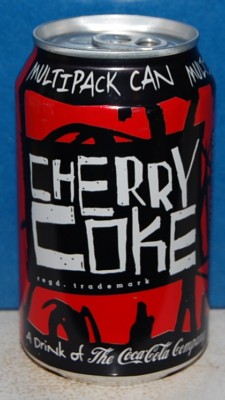 MULTIPACK CAN
CHERRY
COKE
regd. trademark
A DRINK of The Coca-Cola Company